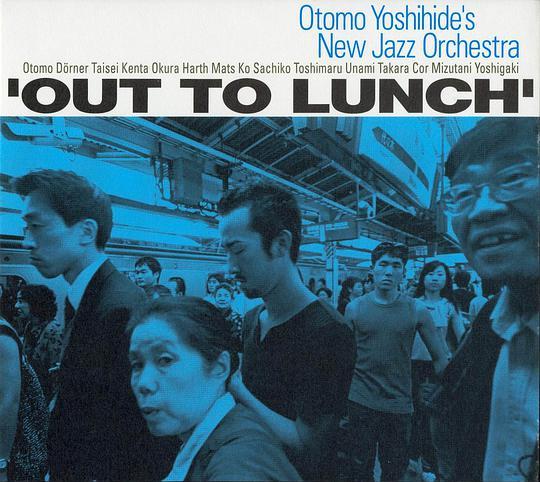 Otomo Yoshihide's
New Jazz Orchestra
Otomo Dörner Taisei Kenta Okura Harth Mats Ko Sachiko Toshimaru Unami Takara Cor Mizutani Yoshigaki
'OUT TO LUNCH'